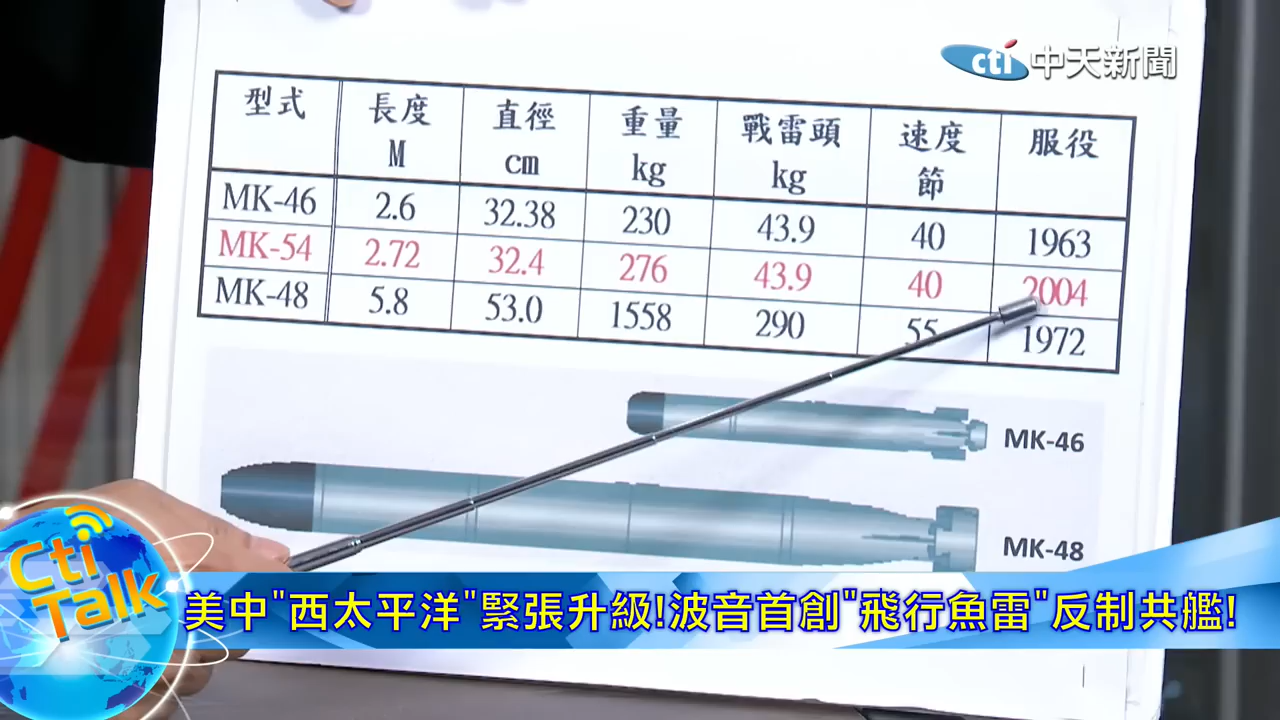 cti 中天新聞
型式 長度 M 直徑 cm 重量 kg 戰雷頭 kg 速度 節 服役
MK-46 2.6 32.38 230 43.9 40 1963
MK-54 2.72 32.4 276 43.9 40 2004
MK-48 5.8 53.0 1558 290 55 1972
MK-46
MK-48
Cti
Talk
美中"西太平洋"緊張升級!波音首創"飛行魚雷"反制共艦!